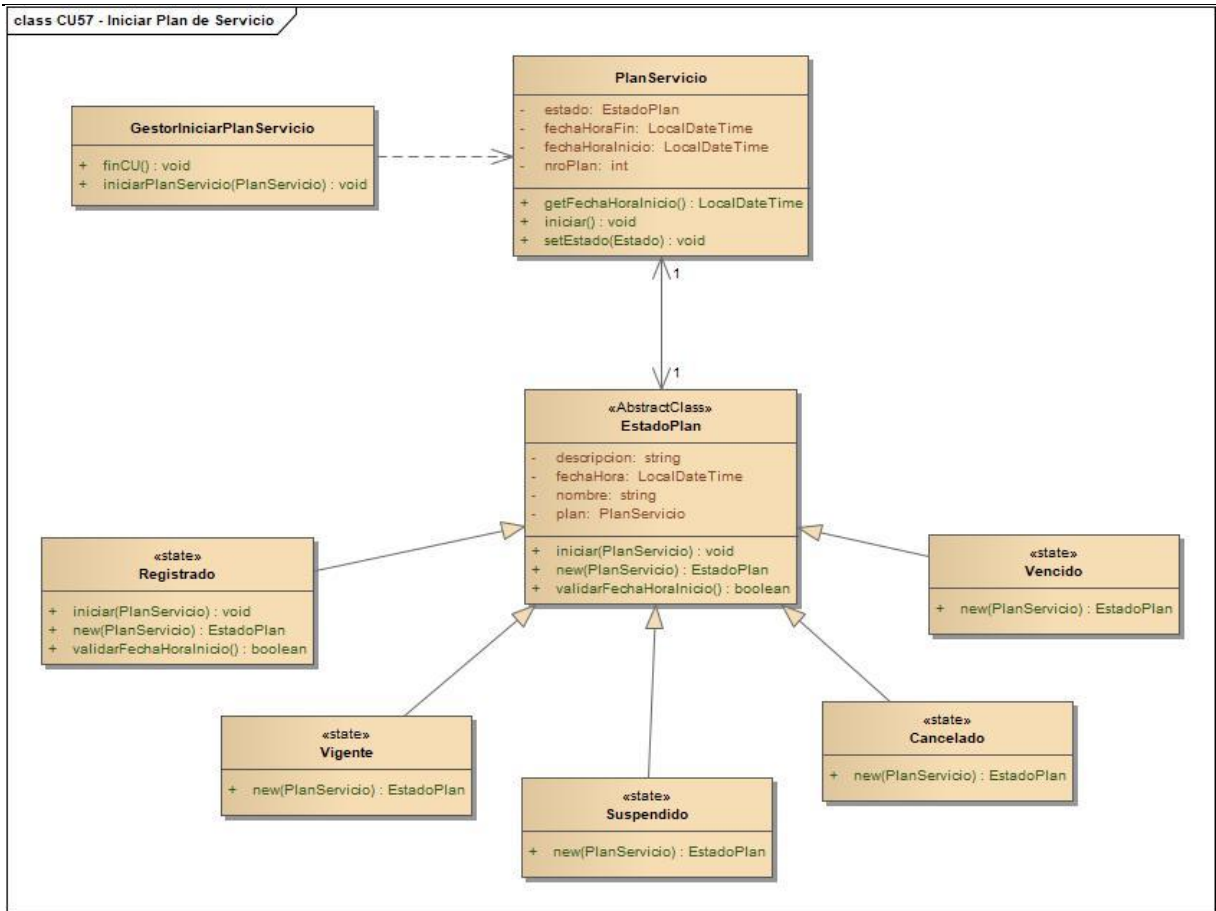 class CU57 - Iniciar Plan de Servicio
PlanServicio
- estado: EstadoPlan
- fechaHoraFin: LocalDateTime
- fechaHoraInicio: LocalDateTime
- nroPlan: int
+ getFechaHoraInicio() : LocalDateTime
+ iniciar() : void
+ setEstado(Estado) : void
GestorIniciarPlanServicio
+ finCU() : void
+ iniciarPlanServicio(PlanServicio) : void
1
1
«AbstractClass»
EstadoPlan
- descripcion: string
- fechaHora: LocalDateTime
- nombre: string
- plan: PlanServicio
+ iniciar(PlanServicio) : void
+ new(PlanServicio) : EstadoPlan
+ validarFechaHoraInicio() : boolean
«state»
Registrado
+ iniciar(PlanServicio) : void
+ new(PlanServicio) : EstadoPlan
+ validarFechaHoraInicio() : boolean
«state»
Vencido
+ new(PlanServicio) : EstadoPlan
«state»
Vigente
+ new(PlanServicio) : EstadoPlan
«state»
Suspendido
+ new(PlanServicio) : EstadoPlan
«state»
Cancelado
+ new(PlanServicio) : EstadoPlan